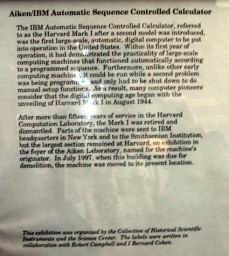 Aiken/IBM Automatic Sequence Controlled Calculator
The IBM Automatic Sequence Controlled Calculator, referred
to as the Harvard Mark I after a second model was introduced,
was the first large-scale, automatic, digital computer to be put
into operation in the United States. Within its first year of
operation, it had demonstrated the practicality of large-scale
computing machines that functioned automatically according
to a programmed sequence. Furthermore, unlike other early
computing machines, it could be run while a second problem
was being programmed, and only had to be shut down to do
manual setup functions. As a result, many computer pioneers
consider that the digital computing age began with the
unveiling of Harvard Mark I in August 1944.
After more than fifteen years of service in the Harvard
Computation Laboratory, the Mark I was retired and
dismantled. Parts of the machine were sent to IBM
headquarters in New York and to the Smithsonian Institution,
but the largest section remained at Harvard, on exhibition in
the foyer of the Aiken Laboratory, named for the machine's
originator. In July 1997, when this building was due for
demolition, the machine was moved to its present location.
This exhibition was organized by the Collection of Historical Scientific
Instruments and the Science Center. The labels were written in
collaboration with Robert Campbell and I Bernard Cohen.